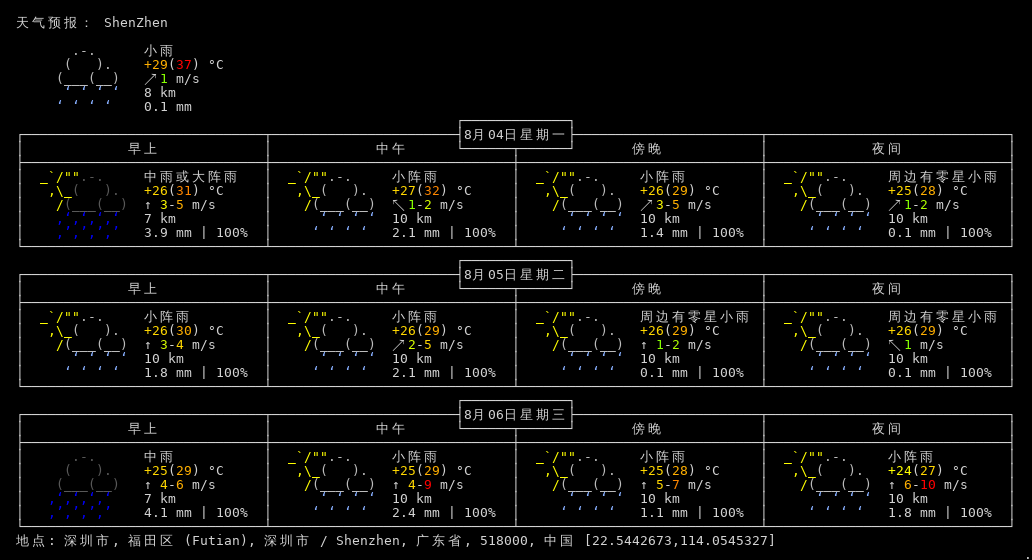 天气预报： ShenZhen
小雨
+29(37) °C
↗1 m/s
8 km
0.1 mm
8月04日星期一
早上 中午 傍晚 夜间
中雨或大阵雨 小阵雨 小阵雨 周边有零星小雨
+26(31) °C +27(32) °C +26(29) °C +25(28) °C
↑ 3-5 m/s ↖1-2 m/s ↗3-5 m/s ↗1-2 m/s
7 km 10 km 10 km 10 km
3.9 mm | 100% 2.1 mm | 100% 1.4 mm | 100% 0.1 mm | 100%
8月05日星期二
早上 中午 傍晚 夜间
小阵雨 小阵雨 周边有零星小雨 周边有零星小雨
+26(30) °C +26(29) °C +26(29) °C +26(29) °C
↑ 3-4 m/s ↗2-5 m/s ↑ 1-2 m/s ↖1 m/s
10 km 10 km 10 km 10 km
1.8 mm | 100% 2.1 mm | 100% 0.1 mm | 100% 0.1 mm | 100%
8月06日星期三
早上 中午 傍晚 夜间
中雨 小阵雨 小阵雨 小阵雨
+25(29) °C +25(29) °C +25(28) °C +24(27) °C
↑ 4-6 m/s ↑ 4-9 m/s ↑ 5-7 m/s ↑ 6-10 m/s
7 km 10 km 10 km 10 km
4.1 mm | 100% 2.4 mm | 100% 1.1 mm | 100% 1.8 mm | 100%
地点: 深圳市, 福田区 (Futian), 深圳市 / Shenzhen, 广东省, 518000, 中国 [22.5442673,114.0545327]